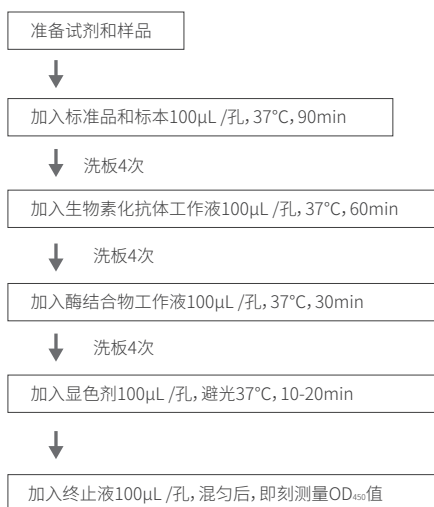 准备试剂和样品
加入标准品和标本100μL /孔，37℃，90min
洗板4次
加入生物素化抗体工作液100μL /孔，37℃，60min
洗板4次
加入酶结合物工作液100μL /孔，37℃，30min
洗板4次
加入显色剂100μL /孔，避光37℃，10-20min
加入终止液100μL /孔，混匀后，即刻测量OD₄₅₀值